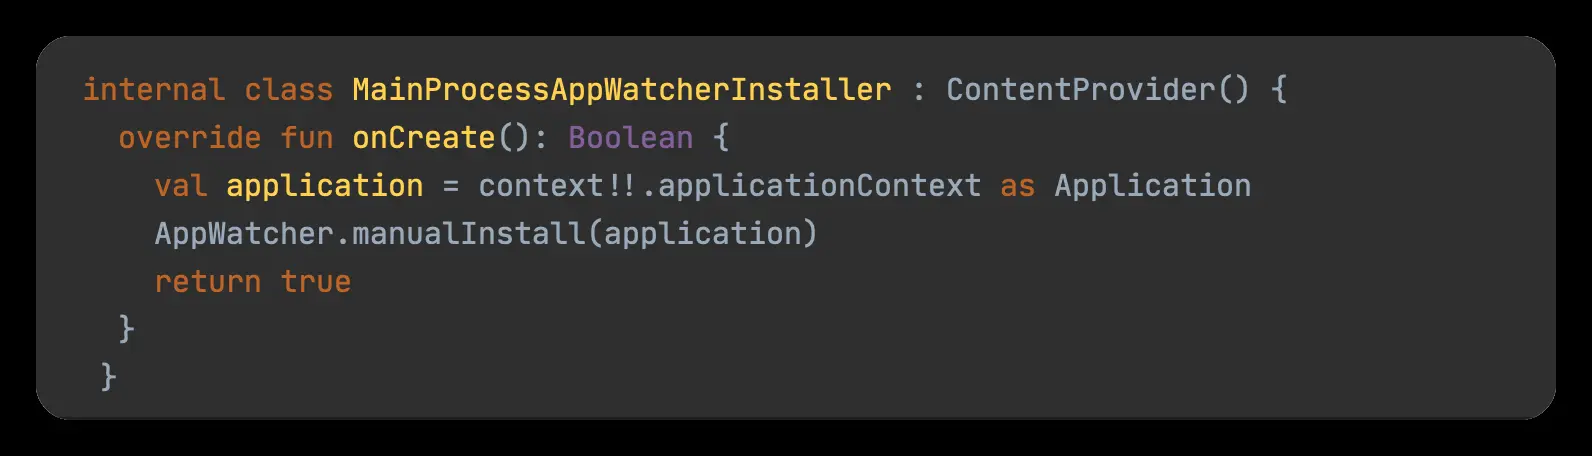 internal class MainProcessAppWatcherInstaller : ContentProvider() {
override fun onCreate(): Boolean {
val application = context!!.applicationContext as Application
AppWatcher.manualInstall(application)
return true
}
}